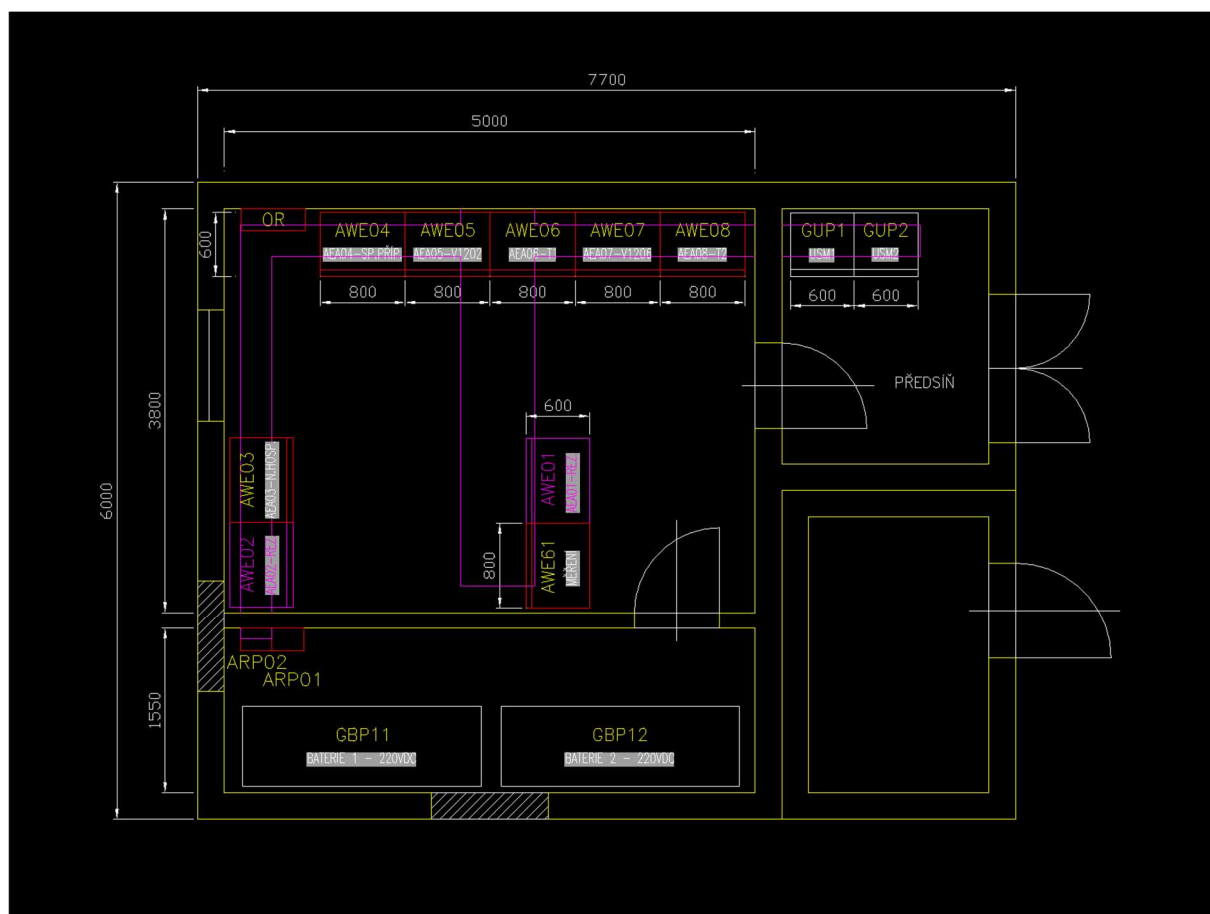 7700
5000
OR
AWE04
AWE05
AWE06
AWE07
AWE08
GUP1
GUP2
AEA04-SP.PŘÍP.
AEA05-V1202
AEA06-T1
AEA07-V1206
AEA08-T2
USM1
USM2
600
800
800
800
800
800
600
600
PŘEDSÍŇ
3800
600
6000
AWE03
AEA03-N.HOSP.
AWE01
AEA01-REZ.
AWE02
AEA02-REZ.
800
AWE61
MĚŘENÍ
ARP02
ARP01
1550
GBP11
BATERIE 1 - 220VDC
GBP12
BATERIE 2 - 220VDC